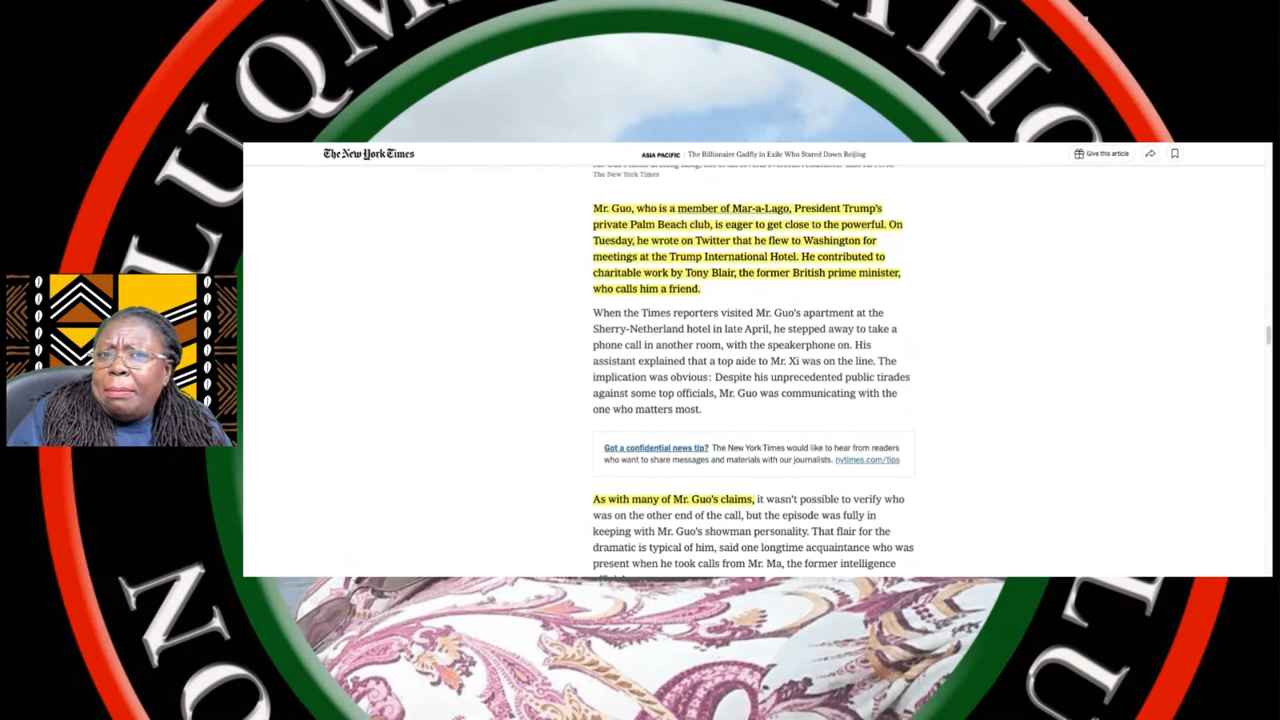 LUQM
ATIO
The New York Times
ASIA PACIFIC | The Billionaire Gadfly in Exile Who Stared Down Beijing
Give this article
The New York Times
Mr. Guo, who is a member of Mar-a-Lago, President Trump's
private Palm Beach club, is eager to get close to the powerful. On
Tuesday, he wrote on Twitter that he flew to Washington for
meetings at the Trump International Hotel. He contributed to
charitable work by Tony Blair, the former British prime minister,
who calls him a friend.
When the Times reporters visited Mr. Guo's apartment at the
Sherry-Netherland hotel in late April, he stepped away to take a
phone call in another room, with the speakerphone on. His
assistant explained that a top aide to Mr. Xi was on the line. The
implication was obvious: Despite his unprecedented public tirades
against some top officials, Mr. Guo was communicating with the
one who matters most.
Got a confidential news tip? The New York Times would like to hear from readers
who want to share messages and materials with our journalists. nytimes.com/tips
As with many of Mr. Guo's claims, it wasn't possible to verify who
was on the other end of the call, but the episode was fully in
keeping with Mr. Guo's showman personality. That flair for the
dramatic is typical of him, said one longtime acquaintance who was
present when he took calls from Mr. Ma, the former intelligence
NO
LU